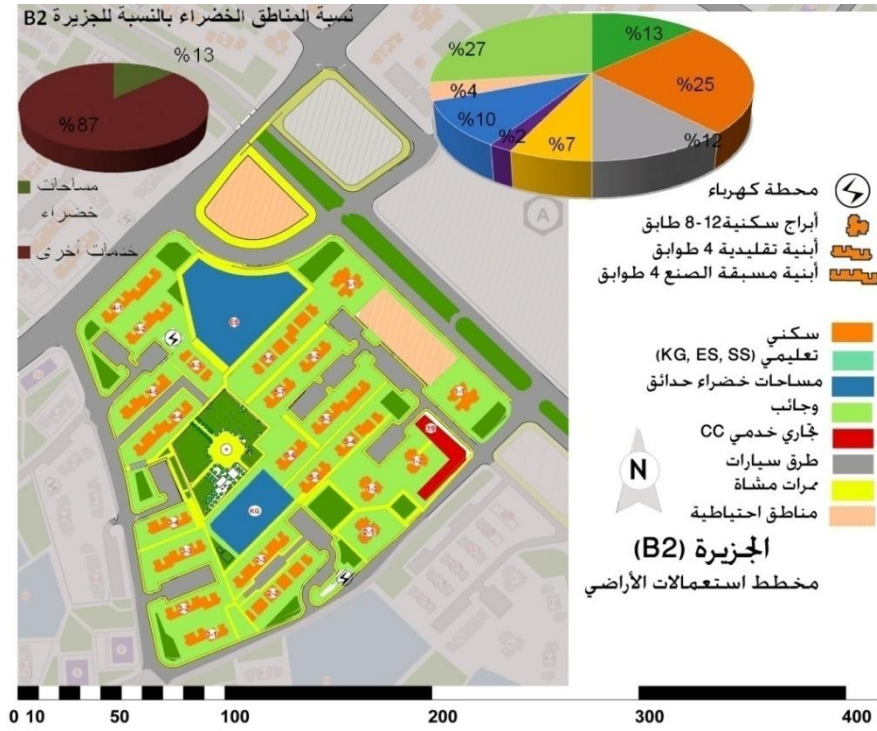 نسبة المناطق الخضراء بالنسبة للجزيرة B2
%13
%87
مساحات خضراء
خدمات أخرى
%27
%13
%25
%12
%7
%2
%10
%4
محطة كهرباء
أبراج سكنية 12-8 طابق
أبنية تقليدية 4 طوابق
أبنية مسبقة الصنع 4 طوابق
سكني
تعليمي (KG, ES, SS)
مساحات خضراء حدائق
وجائب
تجاري خدمي CC
طرق سيارات
ممرات مشاة
مناطق احتياطية
N
الجزيرة (B2)
مخطط استعمالات الأراضي
A
KG
0 10 50 100 200 300 400